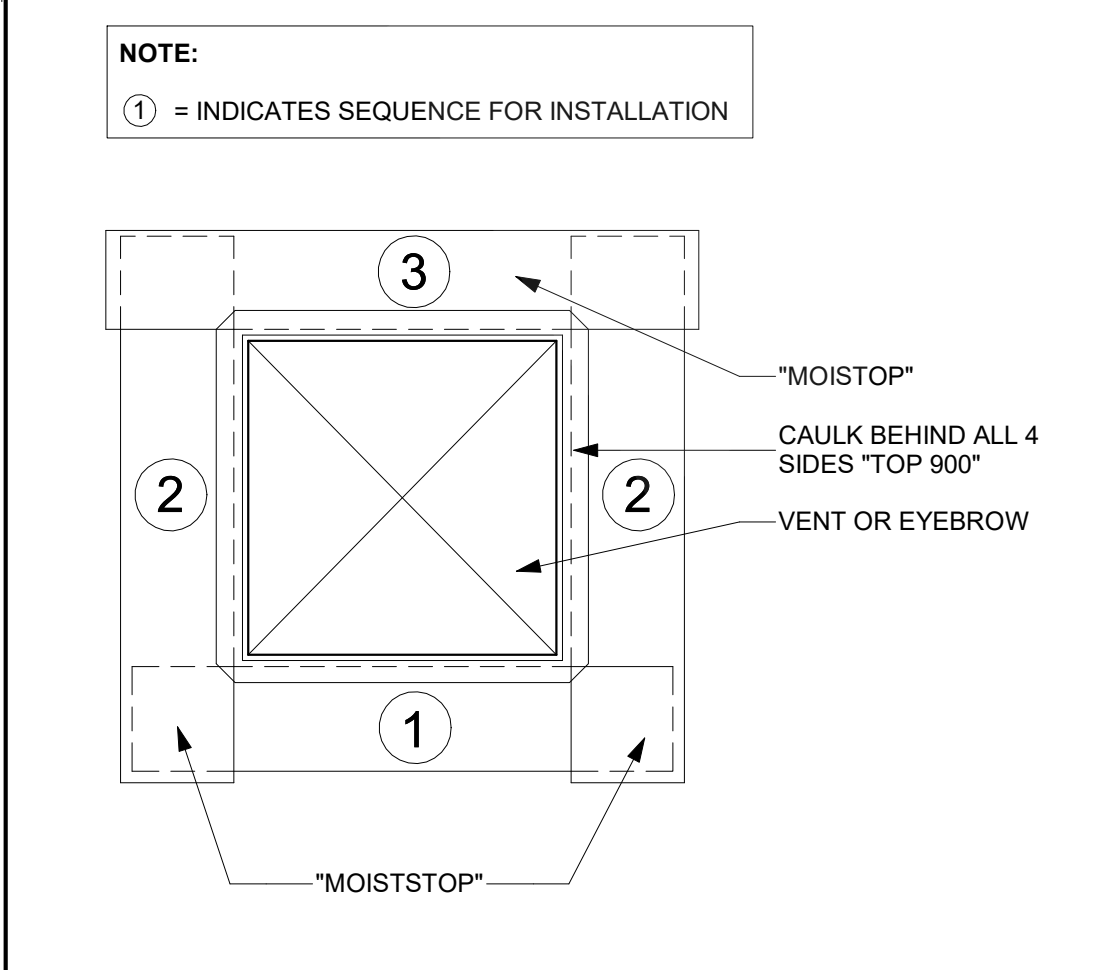 NOTE:
① = INDICATES SEQUENCE FOR INSTALLATION
3
"MOISTOP"
CAULK BEHIND ALL 4
SIDES "TOP 900"
2
2
VENT OR EYEBROW
1
"MOISTSTOP"